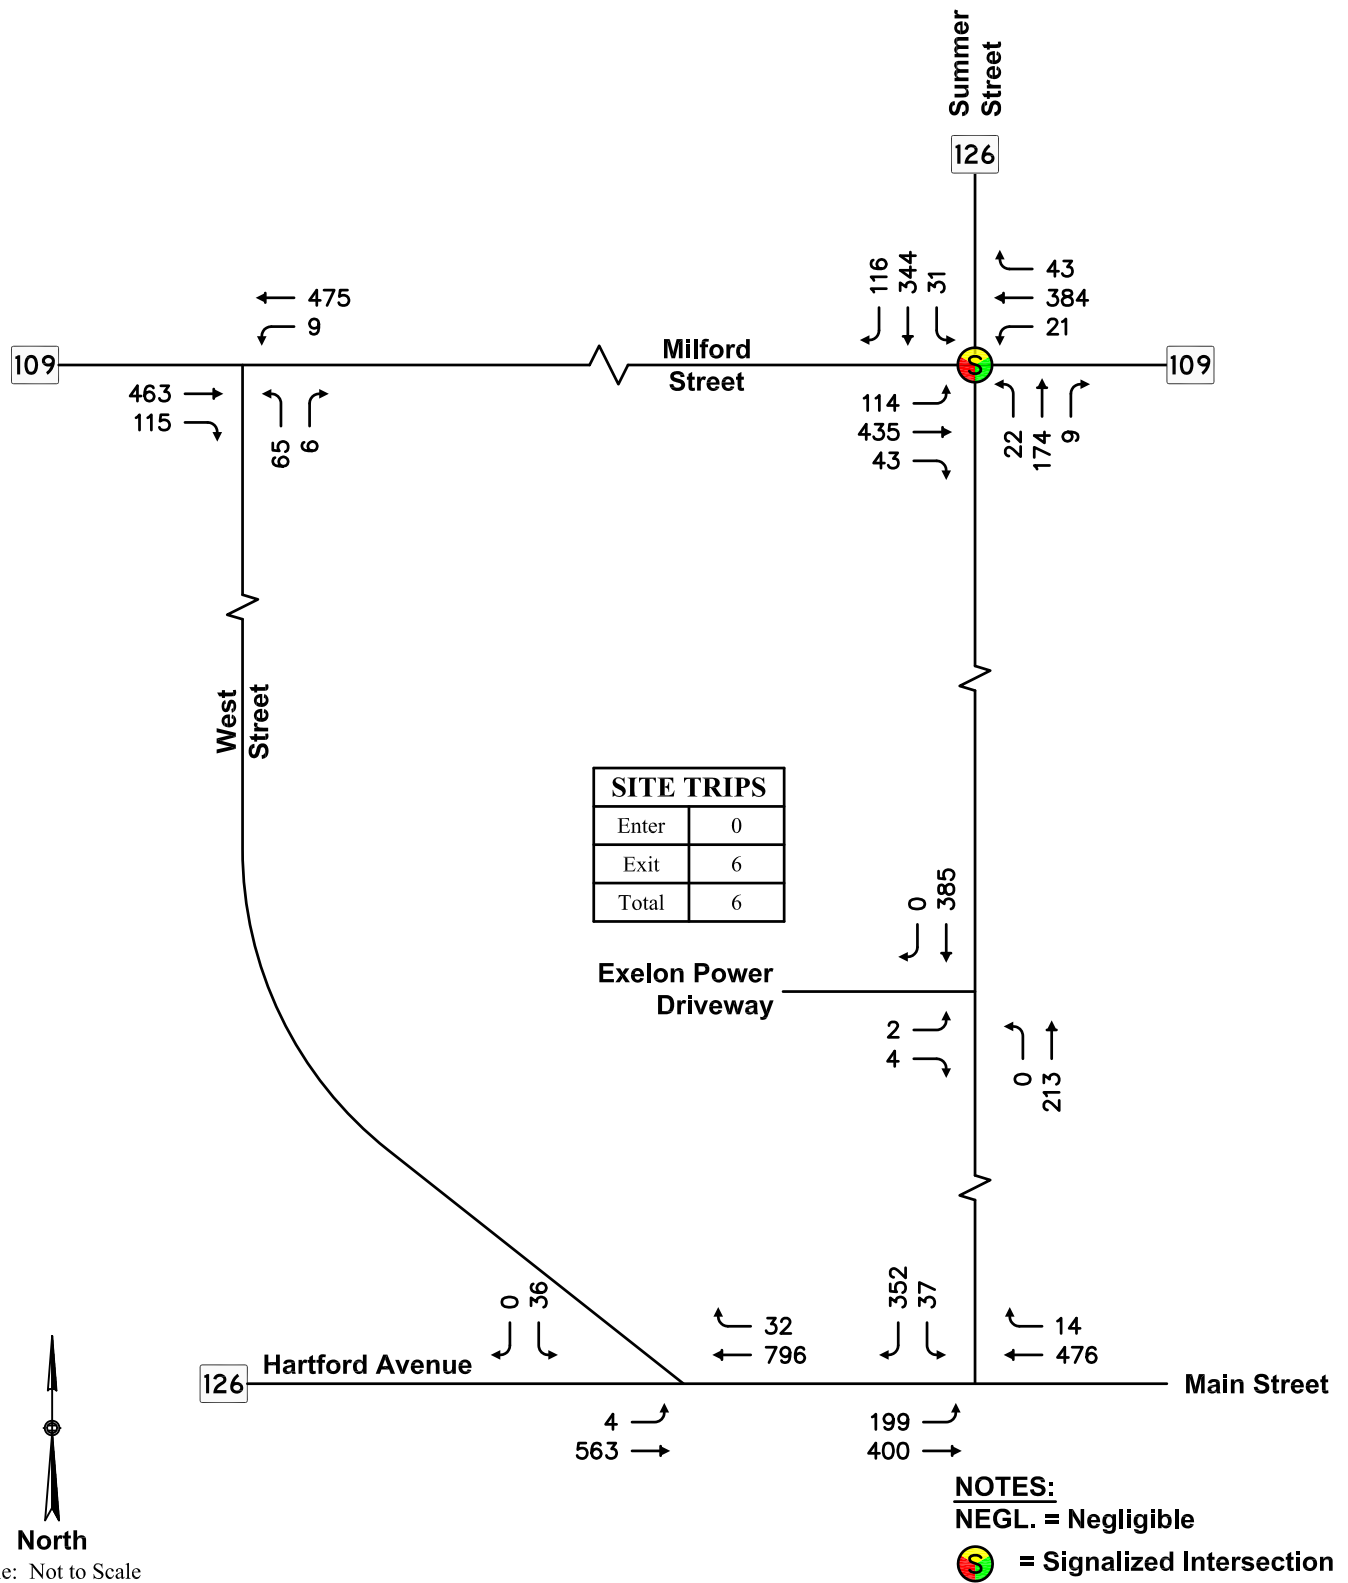 Summer
Street
126
116
344
31
43
384
21
475
9
109
Milford
Street
S
109
463
115
65
6
114
435
43
22
174
9
West
Street
SITE TRIPS
Enter 0
Exit 6
Total 6
0
385
Exelon Power
Driveway
2
4
0
213
0
36
32
796
352
37
14
476
126
Hartford Avenue
Main Street
4
563
199
400
NOTES:
NEGL. = Negligible
S = Signalized Intersection
North
e: Not to Scale